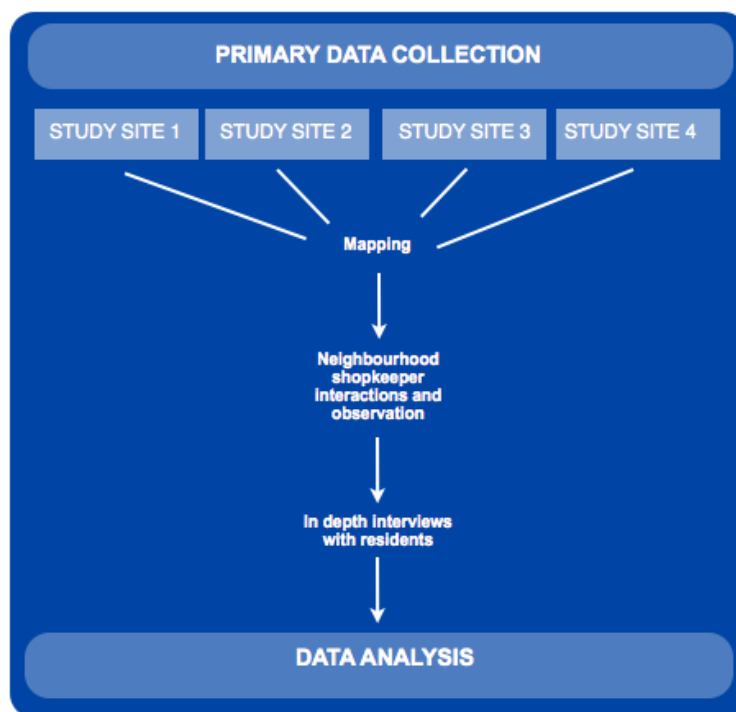 PRIMARY DATA COLLECTION
STUDY SITE 1
STUDY SITE 2
STUDY SITE 3
STUDY SITE 4
Mapping
Neighbourhood
shopkeeper
interactions and
observation
In depth interviews
with residents
DATA ANALYSIS